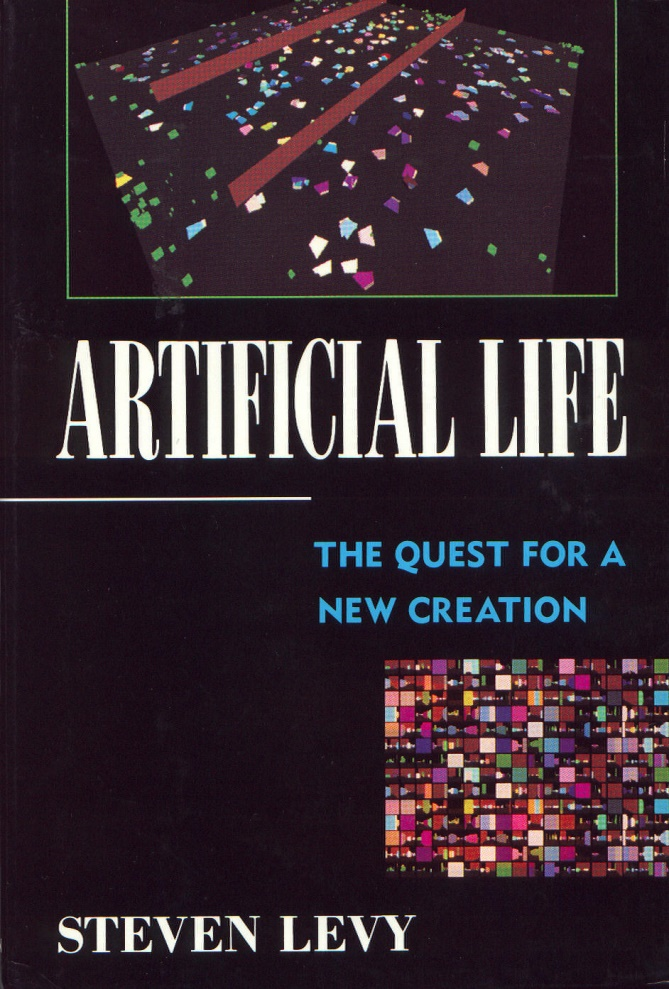 ARTIFICIAL LIFE
THE QUEST FOR A
NEW CREATION
STEVEN LEVY